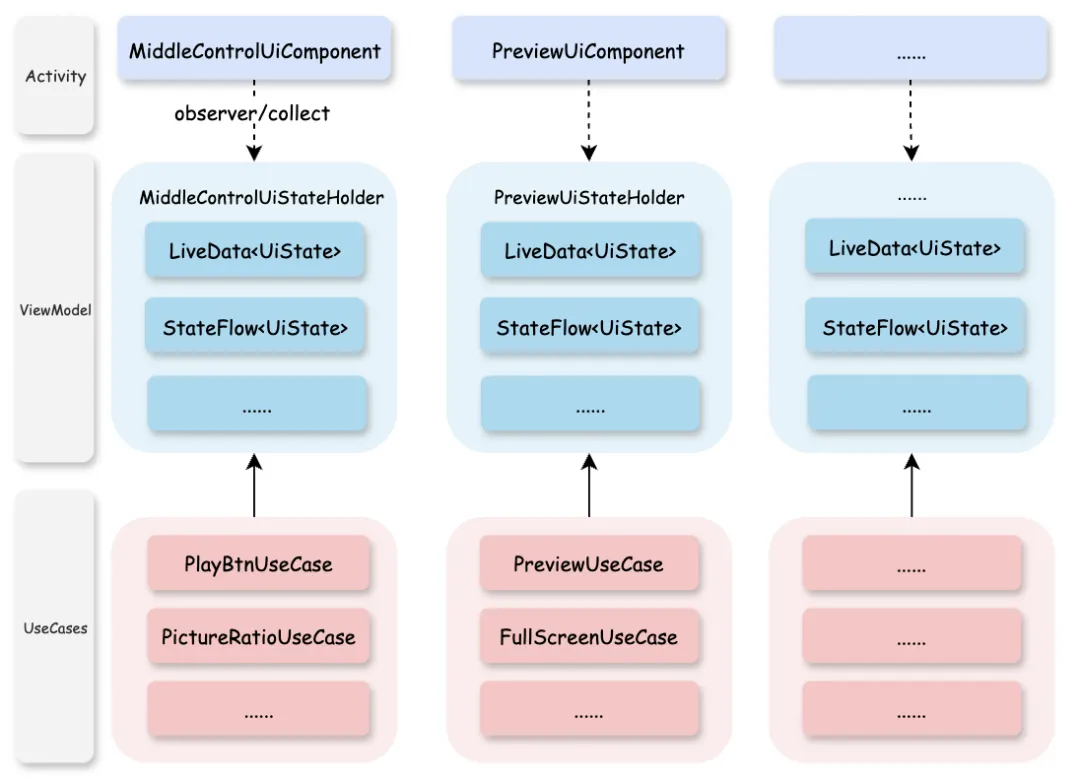 Activity
MiddleControlUiComponent
PreviewUiComponent
......
observer/collect
ViewModel
MiddleControlUiStateHolder
PreviewUiStateHolder
......
LiveData<UiState>
LiveData<UiState>
LiveData<UiState>
StateFlow<UiState>
StateFlow<UiState>
StateFlow<UiState>
......
......
......
UseCases
PlayBtnUseCase
PreviewUseCase
......
PictureRatioUseCase
FullScreenUseCase
......
......
......
......